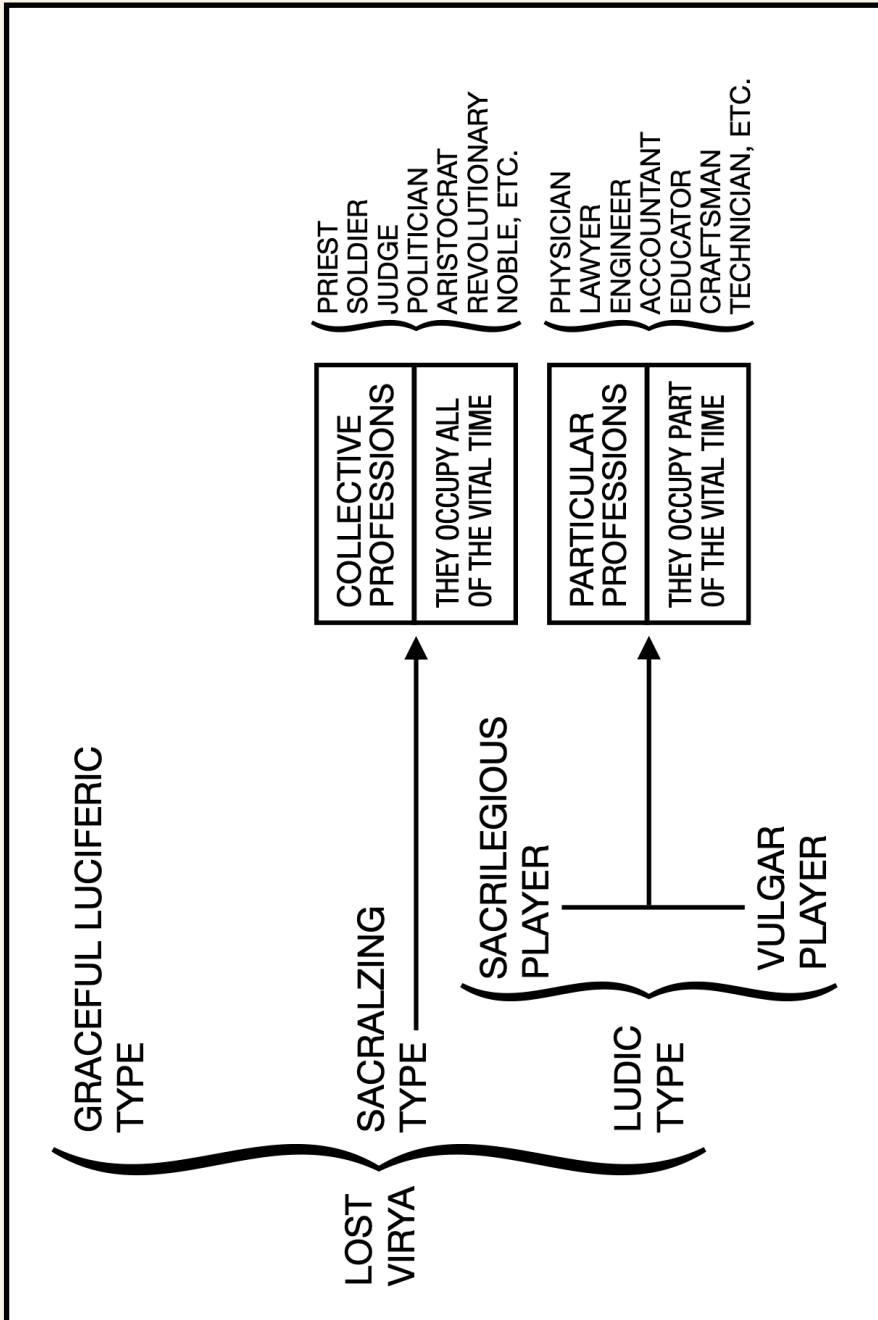 LOST
VIRYA
GRACEFUL LUCIFERIC
TYPE
SACRALZING
TYPE
COLLECTIVE
PROFESSIONS
THEY OCCUPY ALL
OF THE VITAL TIME
PRIEST
SOLDIER
JUDGE
POLITICIAN
ARISTOCRAT
REVOLUTIONARY
NOBLE, ETC.
LUDIC
TYPE
SACRILEGIOUS
PLAYER
VULGAR
PLAYER
PARTICULAR
PROFESSIONS
THEY OCCUPY PART
OF THE VITAL TIME
PHYSICIAN
LAWYER
ENGINEER
ACCOUNTANT
EDUCATOR
CRAFTSMAN
TECHNICIAN, ETC.